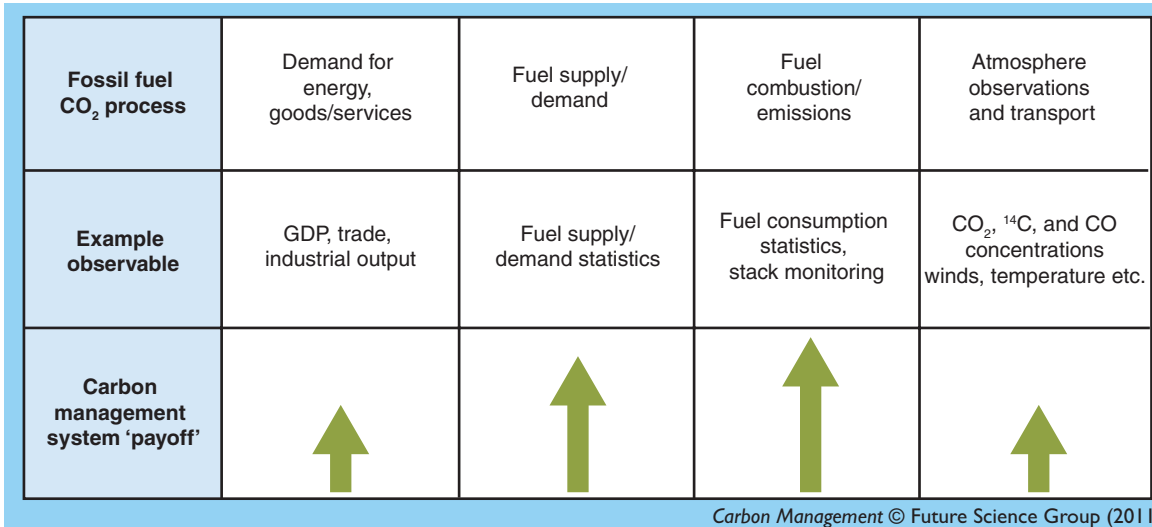 Fossil fuel
CO₂ process
Demand for
energy,
goods/services
Fuel supply/
demand
Fuel
combustion/
emissions
Atmosphere
observations
and transport
Example
observable
GDP, trade,
industrial output
Fuel supply/
demand statistics
Fuel consumption
statistics,
stack monitoring
CO₂, ¹⁴C, and CO
concentrations
winds, temperature etc.
Carbon
management
system ‘payoff’
Carbon Management © Future Science Group (2011